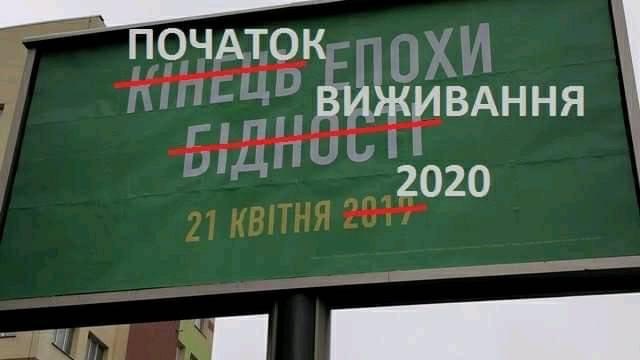 ПОЧАТОК
КІНЕЦЬ ЕПОХИ
ВИЖИВАННЯ
БІДНОСТІ
2020
21 КВІТНЯ 2019